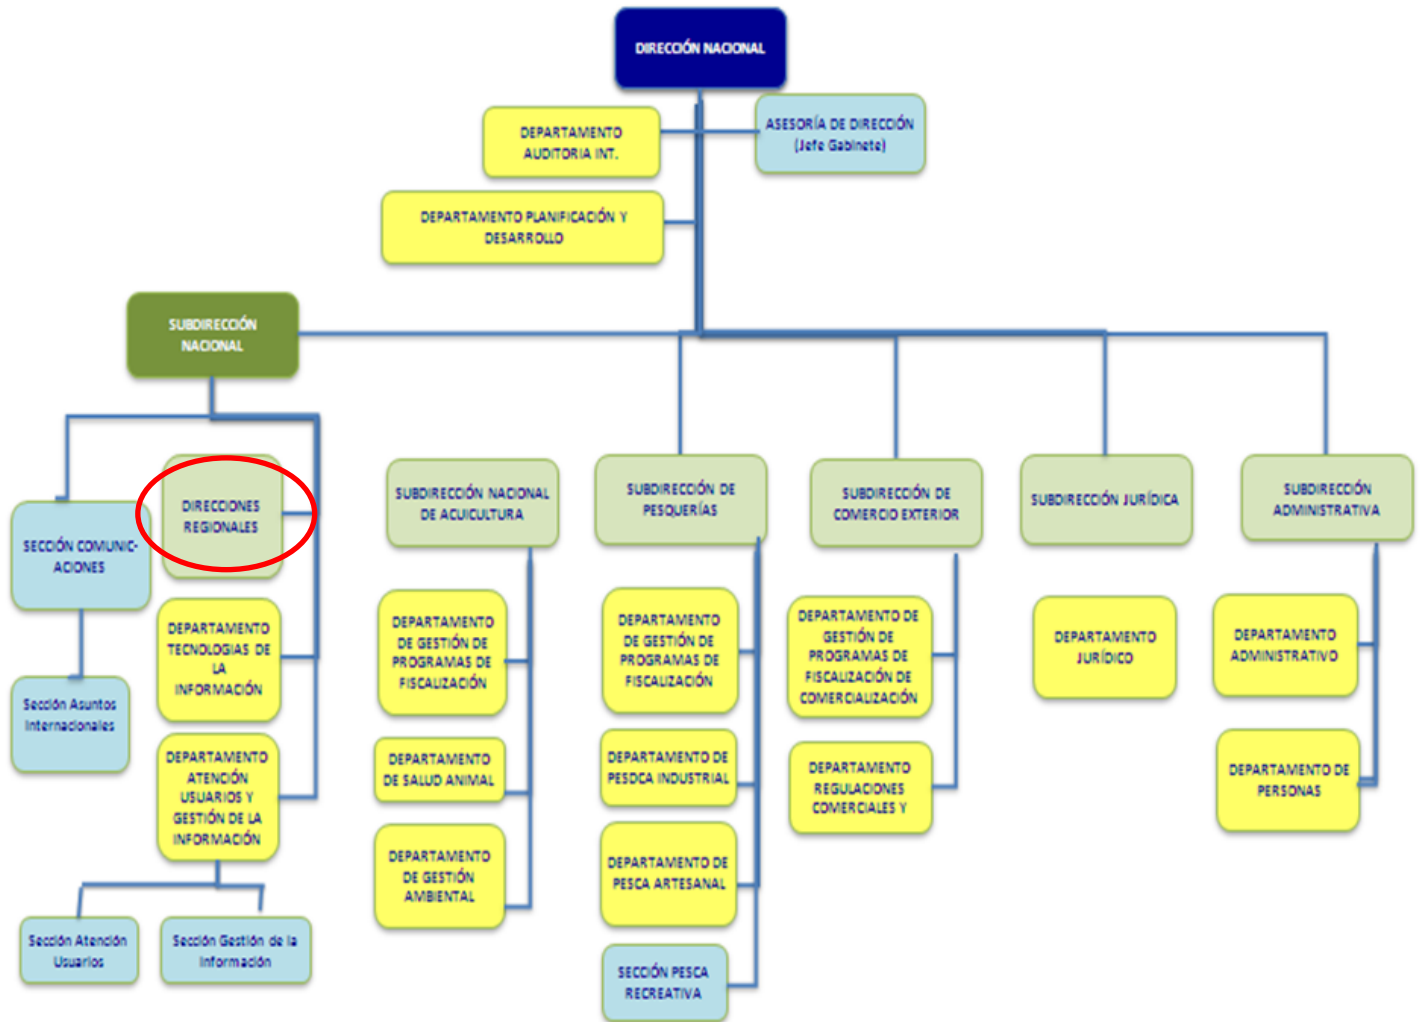 DIRECCIÓN NACIONAL
DEPARTAMENTO
AUDITORIA INT.
ASESORÍA DE DIRECCIÓN
(Jefe Gabinete)
DEPARTAMENTO PLANIFICACIÓN Y
DESARROLLO
SUBDIRECCIÓN
NACIONAL
SECCIÓN COMUNIC-
ACIONES
DIRECCIONES
REGIONALES
SUBDIRECCIÓN NACIONAL
DE ACUICULTURA
SUBDIRECCIÓN DE
PESQUERÍAS
SUBDIRECCIÓN DE
COMERCIO EXTERIOR
SUBDIRECCIÓN JURÍDICA
SUBDIRECCIÓN
ADMINISTRATIVA
Sección Asuntos
Internacionales
DEPARTAMENTO
TECNOLOGIAS DE
LA
INFORMACIÓN
DEPARTAMENTO
ATENCIÓN
USUARIOS Y
GESTIÓN DE LA
INFORMACIÓN
Sección Atención
Usuarios
Sección Gestión de la
Información
DEPARTAMENTO
DE GESTIÓN DE
PROGRAMAS DE
FISCALIZACIÓN
DEPARTAMENTO
DE SALUD ANIMAL
DEPARTAMENTO
DE GESTIÓN
AMBIENTAL
DEPARTAMENTO
DE GESTIÓN DE
PROGRAMAS DE
FISCALIZACIÓN
DEPARTAMENTO DE
PESDCA INDUSTRIAL
DEPARTAMENTO DE
PESCA ARTESANAL
SECCIÓN PESCA
RECREATIVA
DEPARTAMENTO DE
GESTIÓN DE
PROGRAMAS DE
FISCALIZACIÓN DE
COMERCIALIZACIÓN
DEPARTAMENTO
REGULACIONES
COMERCIALES Y
DEPARTAMENTO
JURÍDICO
DEPARTAMENTO
ADMINISTRATIVO
DEPARTAMENTO DE
PERSONAS